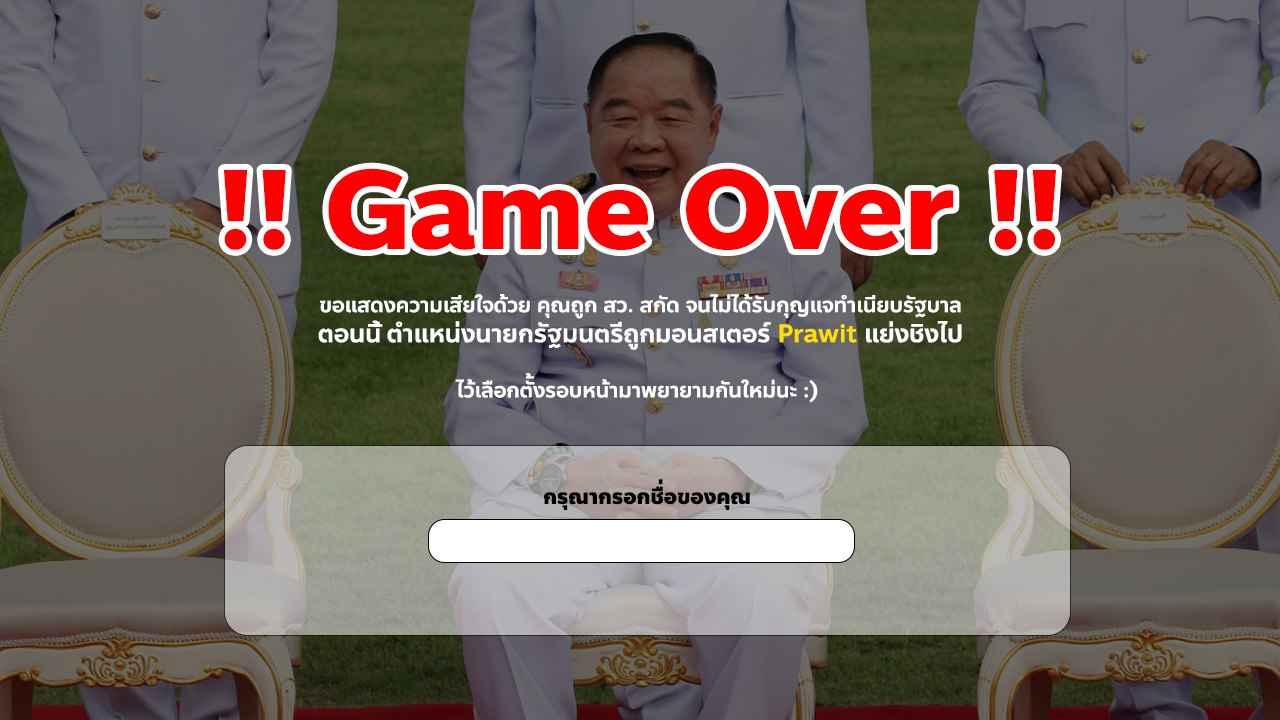 !! Game Over !!
ขอแสดงความเสียใจด้วย คุณถูก สว. สกัด จนไม่ได้รับกุญแจทำเนียบรัฐบาล
ตอนนี้ ตำแหน่งนายกรัฐมนตรีถูกมอนสเตอร์ Prawit แย่งชิงไป
ไว้เลือกตั้งรอบหน้ามาพยายามกันใหม่นะ :)
กรุณากรอกชื่อของคุณ